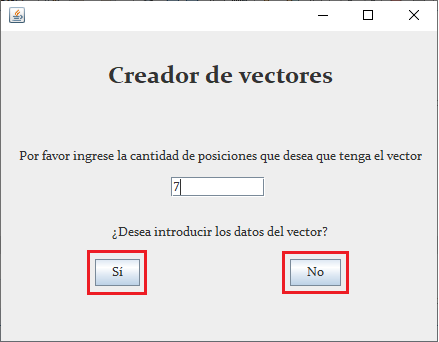 Creador de vectores
Por favor ingrese la cantidad de posiciones que desea que tenga el vector
7
¿Desea introducir los datos del vector?
Sí No